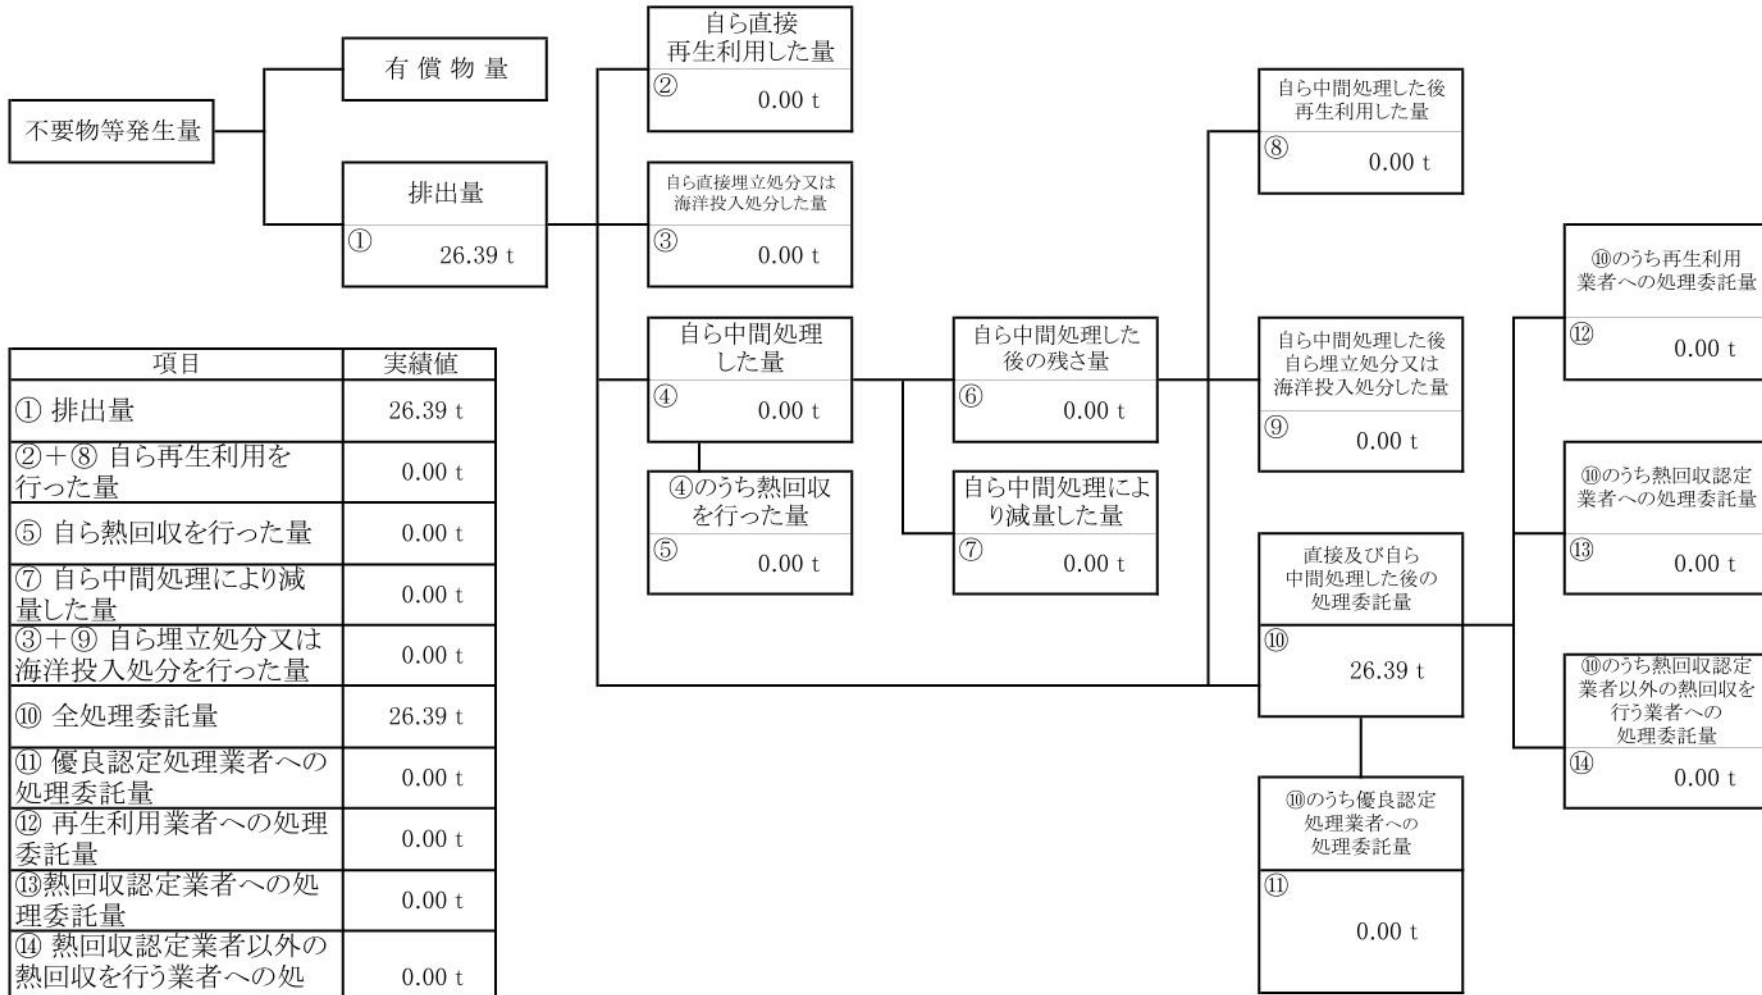 不要物等発生量
有 償 物 量
排出量
① 26.39 t
自ら直接
再生利用した量
② 0.00 t
自ら直接埋立処分又は
海洋投入処分した量
③ 0.00 t
自ら中間処理
した量
④ 0.00 t
④のうち熱回収
を行った量
⑤ 0.00 t
自ら中間処理した
後の残さ量
⑥ 0.00 t
自ら中間処理によ
り減量した量
⑦ 0.00 t
自ら中間処理した後
再生利用した量
⑧ 0.00 t
自ら中間処理した後
自ら埋立処分又は
海洋投入処分した量
⑨ 0.00 t
直接及び自ら
中間処理した後の
処理委託量
⑩ 26.39 t
⑩のうち優良認定
処理業者への
処理委託量
⑪ 0.00 t
⑩のうち再生利用
業者への処理委託量
⑫ 0.00 t
⑩のうち熱回収認定
業者への処理委託量
⑬ 0.00 t
⑩のうち熱回収認定
業者以外の熱回収を
行う業者への
処理委託量
⑭ 0.00 t
項目 実績値
① 排出量 26.39 t
②+⑧ 自ら再生利用を
行った量 0.00 t
⑤ 自ら熱回収を行った量 0.00 t
⑦ 自ら中間処理により減
量した量 0.00 t
③+⑨ 自ら埋立処分又は
海洋投入処分を行った量 0.00 t
⑩ 全処理委託量 26.39 t
⑪ 優良認定処理業者への
処理委託量 0.00 t
⑫ 再生利用業者への処理
委託量 0.00 t
⑬熱回収認定業者への処
理委託量 0.00 t
⑭ 熱回収認定業者以外の
熱回収を行う業者への処 0.00 t